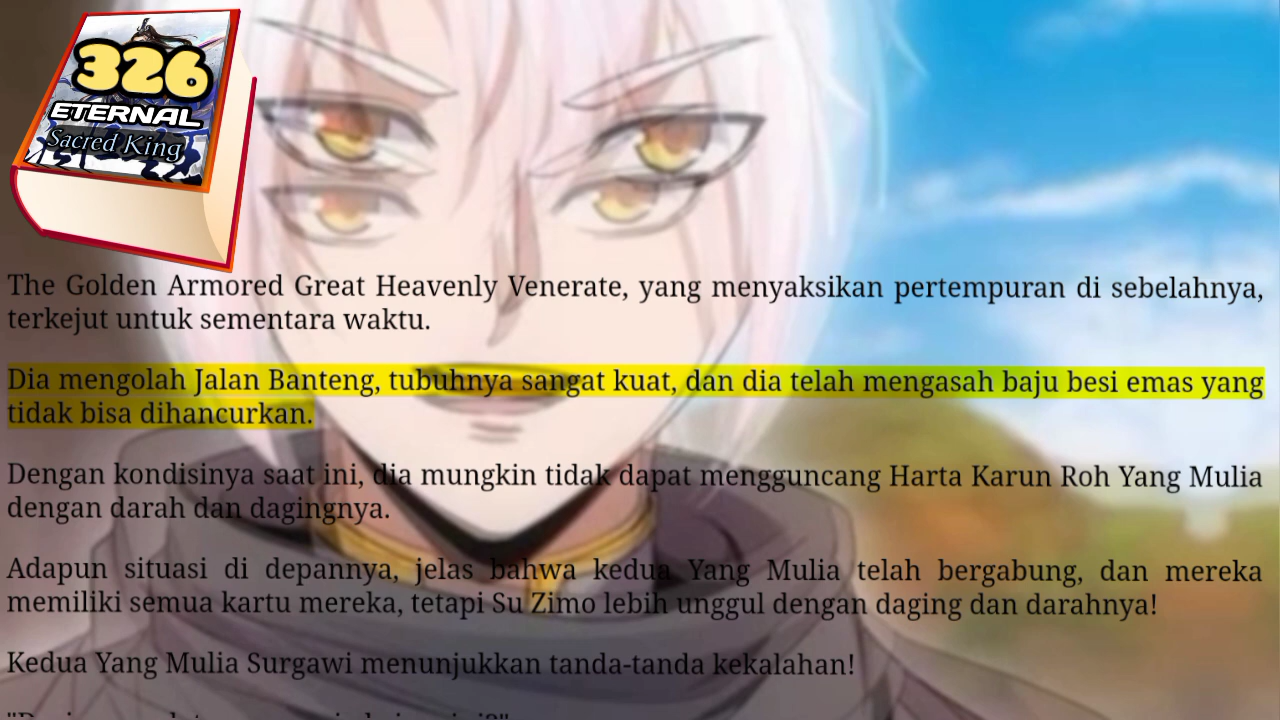 326
ETERNAL
Sacred King
The Golden Armored Great Heavenly Venerate, yang menyaksikan pertempuran di sebelahnya,
terkejut untuk sementara waktu.
Dia mengolah Jalan Banteng, tubuhnya sangat kuat, dan dia telah mengasah baju besi emas yang
tidak bisa dihancurkan.
Dengan kondisinya saat ini, dia mungkin tidak dapat mengguncang Harta Karun Roh Yang Mulia
dengan darah dan dagingnya.
Adapun situasi di depannya, jelas bahwa kedua Yang Mulia telah bergabung, dan mereka
memiliki semua kartu mereka, tetapi Su Zimo lebih unggul dengan daging dan darahnya!
Kedua Yang Mulia Surgawi menunjukkan tanda-tanda kekalahan!